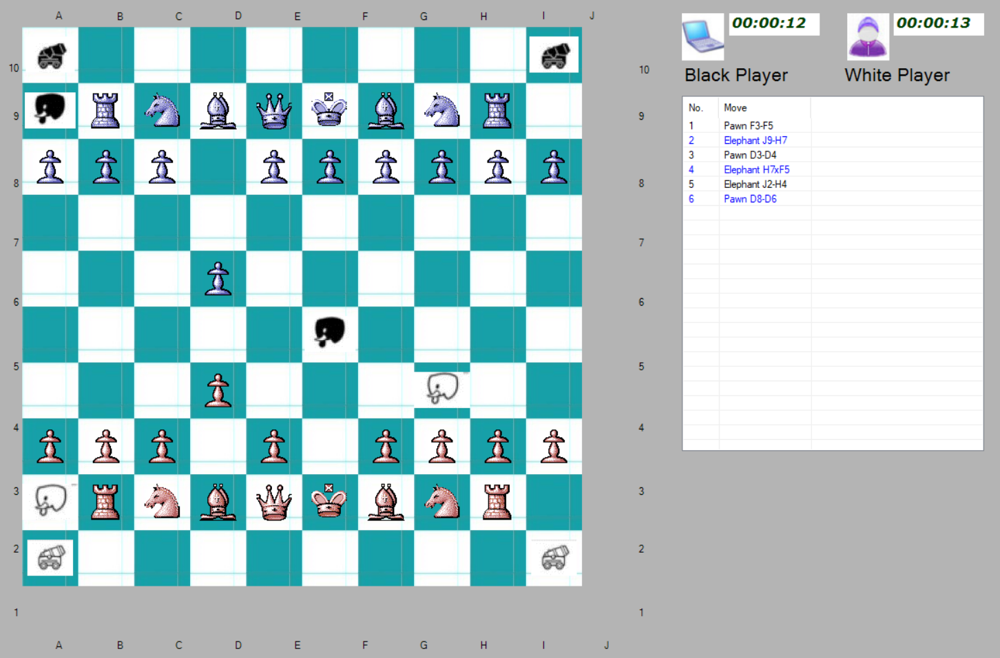 A B C D E F G H I J
00:00:12 00:00:13
Black Player White Player
10 10
9 9
8 8
7 7
6 6
5 5
4 4
3 3
2 2
1 1
A B C D E F G H I J
No. Move
1 Pawn F3-F5
2 Elephant J9-H7
3 Pawn D3-D4
4 Elephant H7xF5
5 Elephant J2-H4
6 Pawn D8-D6